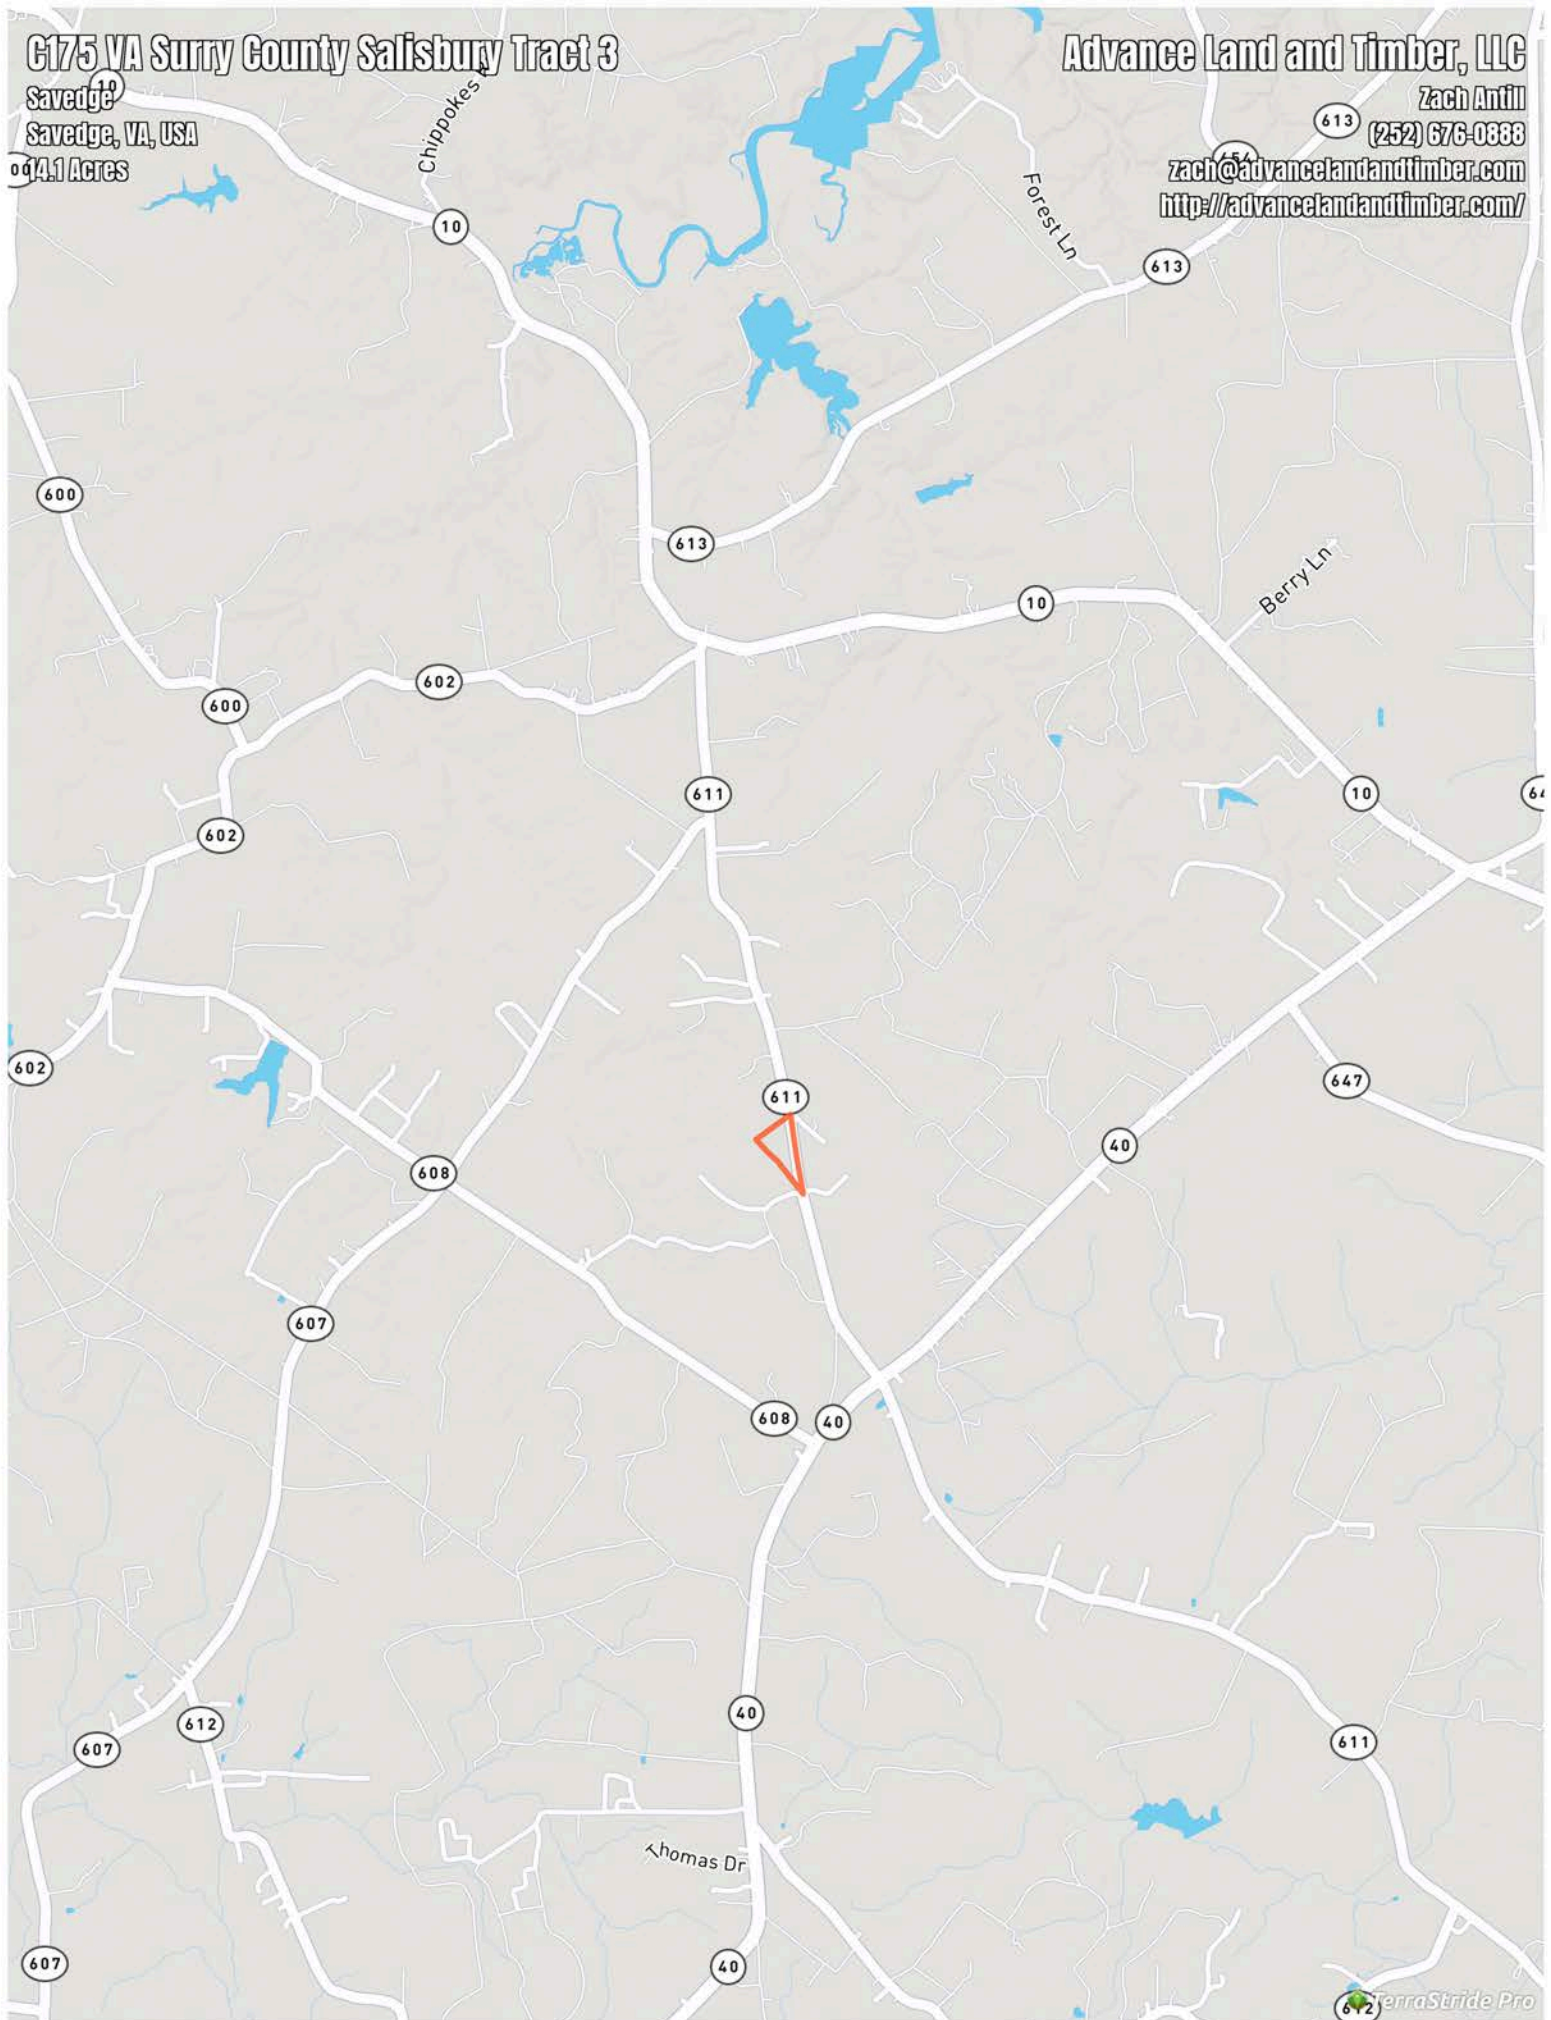 C175 VA Surry County Salisbury Tract 3
Savedge
Savedge, VA, USA
14.1 Acres
Advance Land and Timber, LLC
Zach Antill
(252) 676-0888
zach@advancelandandtimber.com
http://advancelandandtimber.com/
10
Chippokes
613
10
Forest Ln
613
600
613
10
Berry Ln
602
600
611
10
602
602
611
647
40
608
607
608
40
40
612
607
611
Thomas Dr
607
40
612
TerraStride Pro